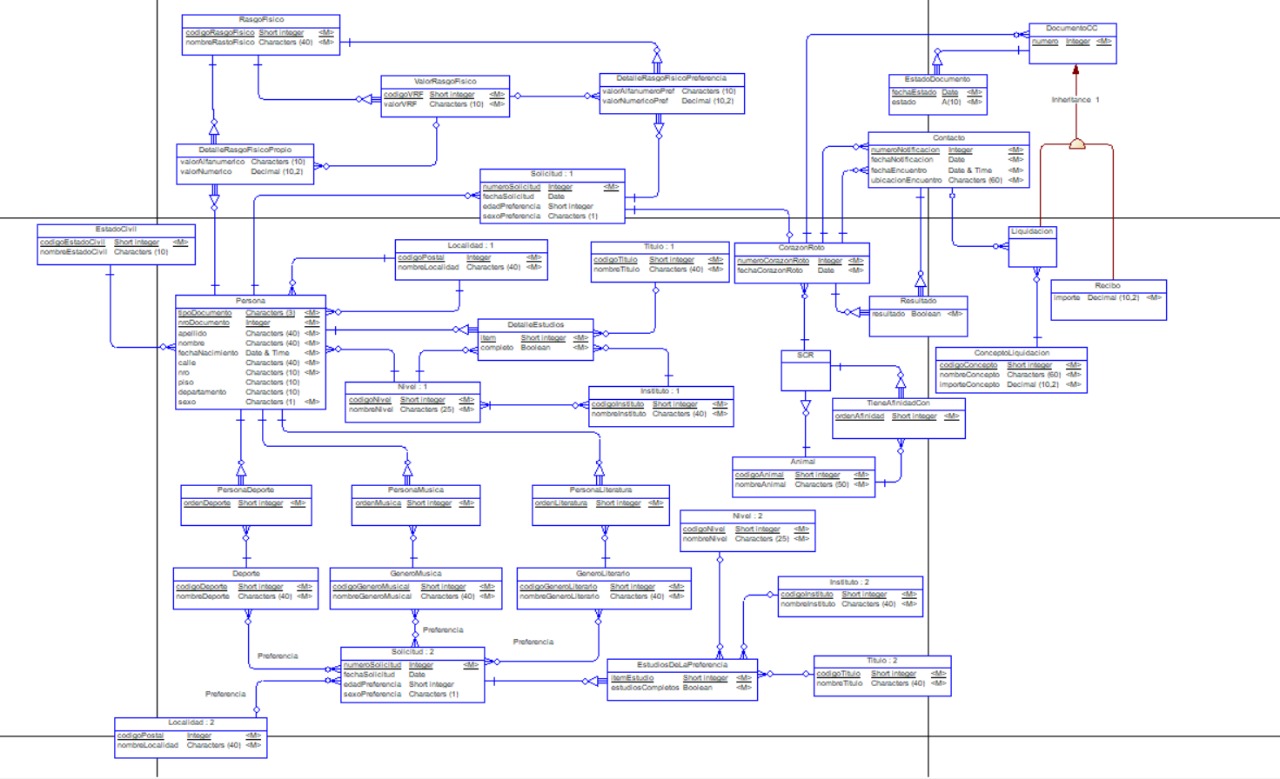 RasgoFisico
codigoRasgoFisico Short integer <M>
nombreRastoFisico Characters (40) <M>
DocumentoCC
numero Integer <M>
ValorRasgoFisico
codigoVRF Short integer <M>
valorVRF Characters (10) <M>
DetalleRasgoFisicoPreferencia
valorAlfanumeroPref Characters (10)
valorNumericoPref Decimal (10,2)
EstadoDocumento
fechaEstado Date <M>
estado A(10) <M>
Inheritance 1
DetalleRasgoFisicoPropio
valorAlfanumerico Characters (10)
valorNumerico Decimal (10,2)
Contacto
numeroNotificacion Integer <M>
fechaNotificacion Date <M>
fechaEncuentro Date & Time <M>
ubicacionEncuentro Characters (60) <M>
Solicitud : 1
numeroSolicitud Integer <M>
fechaSolicitud Date
edadPreferencia Short integer
sexoPreferencia Characters (1)
EstadoCivil
codigoEstadoCivil Short integer <M>
nombreEstadoCivil Characters (10)
Localidad : 1
codigoPostal Integer <M>
nombreLocalidad Characters (40) <M>
Titulo : 1
codigoTitulo Short integer <M>
nombreTitulo Characters (40) <M>
CorazonRoto
numeroCorazonRoto Integer <M>
fechaCorazonRoto Date <M>
Liquidacion
Recibo
importe Decimal (10,2) <M>
Persona
tipoDocumento Characters (3) <M>
nroDocumento Integer <M>
apellido Characters (40) <M>
nombre Characters (40) <M>
fechaNacimiento Date & Time <M>
calle Characters (40) <M>
nro Characters (10) <M>
piso Characters (10)
departamento Characters (10)
sexo Characters (1) <M>
Resultado
resultado Boolean <M>
DetalleEstudios
item Short integer <M>
completo Boolean <M>
SCR
ConceptoLiquidacion
codigoConcepto Short integer <M>
nombreConcepto Characters (60) <M>
importeConcepto Decimal (10,2) <M>
Nivel : 1
codigoNivel Short integer <M>
nombreNivel Characters (25) <M>
Instituto : 1
codigoInstituto Short integer <M>
nombreInstituto Characters (40) <M>
TieneAfinidadCon
ordenAfinidad Short integer <M>
Animal
codigoAnimal Short integer <M>
nombreAnimal Characters (50) <M>
PersonaDeporte
ordenDeporte Short integer <M>
PersonaMusica
ordenMusica Short integer <M>
PersonaLiteratura
ordenLiteratura Short integer <M>
Nivel : 2
codigoNivel Short integer <M>
nombreNivel Characters (25) <M>
Deporte
codigoDeporte Short integer <M>
nombreDeporte Characters (40) <M>
GeneroMusica
codigoGeneroMusical Short integer <M>
nombreGeneroMusical Characters (40) <M>
GeneroLiterario
codigoGeneroLiterario Short integer <M>
nombreGeneroLiterario Characters (40) <M>
Instituto : 2
codigoInstituto Short integer <M>
nombreInstituto Characters (40) <M>
Preferencia
Preferencia
Preferencia
Solicitud : 2
numeroSolicitud Integer <M>
fechaSolicitud Date
edadPreferencia Short integer
sexoPreferencia Characters (1)
EstudiosDeLaPreferencia
itemEstudio Short integer <M>
estudiosCompletos Boolean <M>
Titulo : 2
codigoTitulo Short integer <M>
nombreTitulo Characters (40) <M>
Preferencia
Localidad : 2
codigoPostal Integer <M>
nombreLocalidad Characters (40) <M>